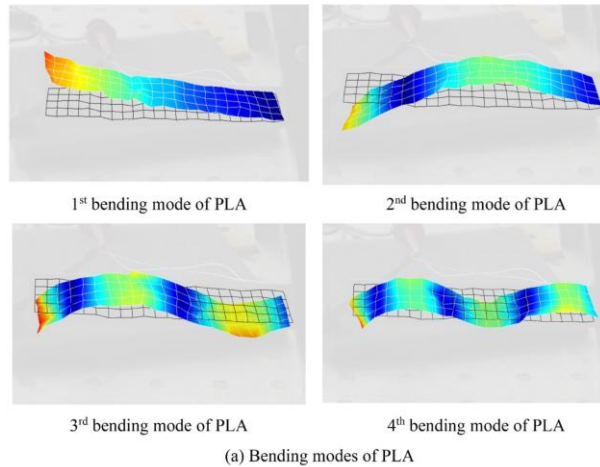 1st bending mode of PLA
2nd bending mode of PLA
3rd bending mode of PLA
4th bending mode of PLA
(a) Bending modes of PLA